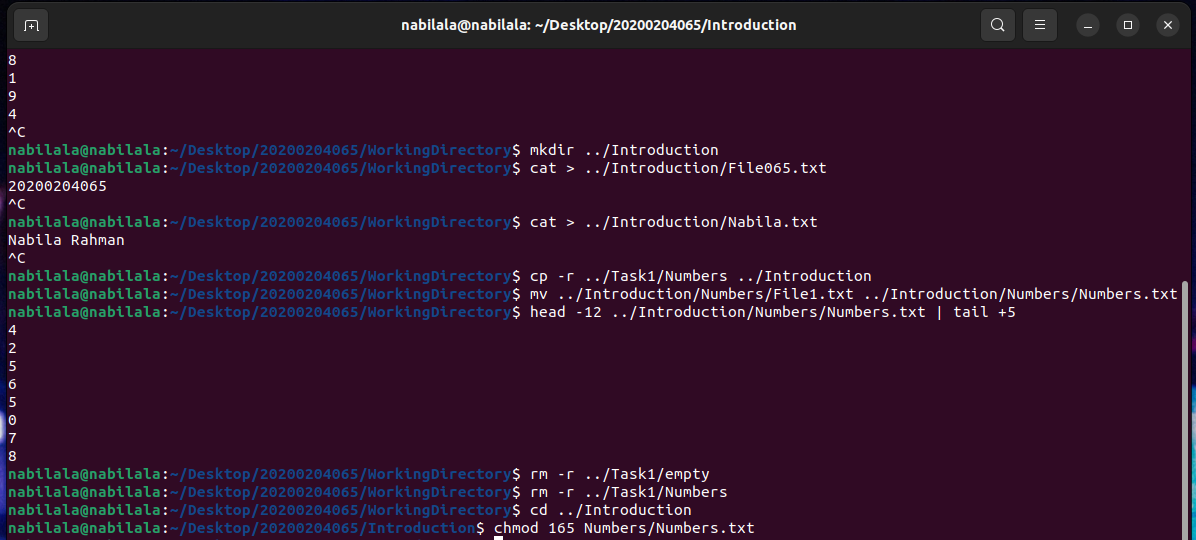 nabilala@nabilala: ~/Desktop/20200204065/Introduction
8
1
9
4
^C
nabilala@nabilala:~/Desktop/20200204065/WorkingDirectory$ mkdir ../Introduction
nabilala@nabilala:~/Desktop/20200204065/WorkingDirectory$ cat > ../Introduction/File065.txt
20200204065
^C
nabilala@nabilala:~/Desktop/20200204065/WorkingDirectory$ cat > ../Introduction/Nabila.txt
Nabila Rahman
^C
nabilala@nabilala:~/Desktop/20200204065/WorkingDirectory$ cp -r ../Task1/Numbers ../Introduction
nabilala@nabilala:~/Desktop/20200204065/WorkingDirectory$ mv ../Introduction/Numbers/File1.txt ../Introduction/Numbers/Numbers.txt
nabilala@nabilala:~/Desktop/20200204065/WorkingDirectory$ head -12 ../Introduction/Numbers/Numbers.txt | tail +5
4
2
5
6
5
0
7
8
nabilala@nabilala:~/Desktop/20200204065/WorkingDirectory$ rm -r ../Task1/empty
nabilala@nabilala:~/Desktop/20200204065/WorkingDirectory$ rm -r ../Task1/Numbers
nabilala@nabilala:~/Desktop/20200204065/WorkingDirectory$ cd ../Introduction
nabilala@nabilala:~/Desktop/20200204065/Introduction$ chmod 165 Numbers/Numbers.txt